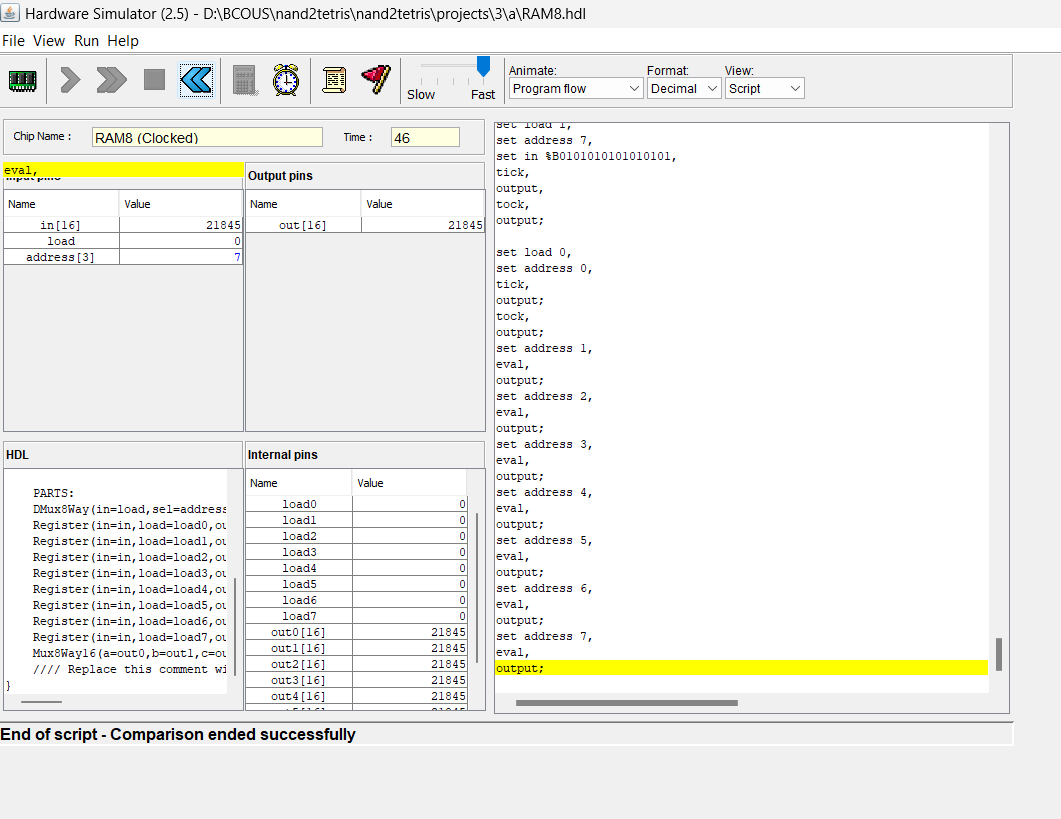 Hardware Simulator (2.5) - D:\BCOUS\nand2tetris\nand2tetris\projects\3\a\RAM8.hdl
File View Run Help
Slow Fast
Animate: Format: View:
Program flow Decimal Script
Chip Name : RAM8 (Clocked) Time : 46
eval,
Input pins
Name Value
in[16] 21845
load 0
address[3] 7
Output pins
Name Value
out[16] 21845
HDL
PARTS:
DMux8Way(in=load,sel=address
Register(in=in,load=load0,ou
Register(in=in,load=load1,ou
Register(in=in,load=load2,ou
Register(in=in,load=load3,ou
Register(in=in,load=load4,ou
Register(in=in,load=load5,ou
Register(in=in,load=load6,ou
Register(in=in,load=load7,ou
Mux8Way16(a=out0,b=out1,c=ou
//// Replace this comment wi
}
Internal pins
Name Value
load0 0
load1 0
load2 0
load3 0
load4 0
load5 0
load6 0
load7 0
out0[16] 21845
out1[16] 21845
out2[16] 21845
out3[16] 21845
out4[16] 21845
set load 1,
set address 7,
set in %B0101010101010101,
tick,
output,
tock,
output;
set load 0,
set address 0,
tick,
output;
tock,
output;
set address 1,
eval,
output;
set address 2,
eval,
output;
set address 3,
eval,
output;
set address 4,
eval,
output;
set address 5,
eval,
output;
set address 6,
eval,
output;
set address 7,
eval,
output;
End of script - Comparison ended successfully